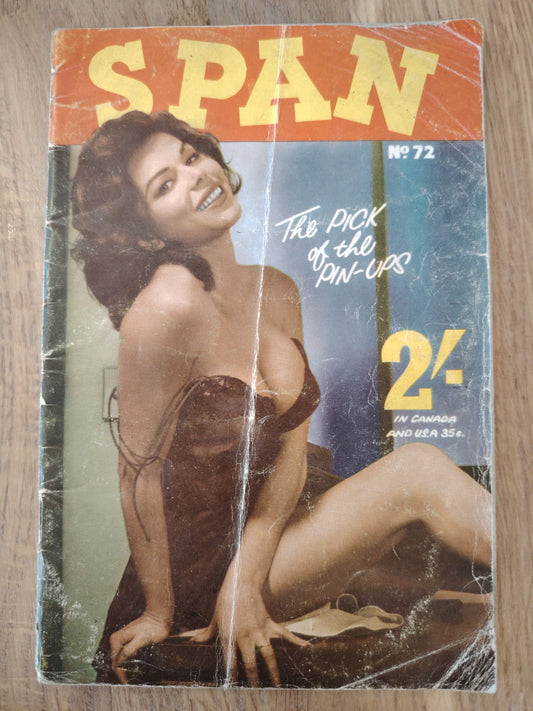 SPAN
Nº 72
The PICK
of the
PIN-UPS
2/-
IN CANADA
AND USA 35c.